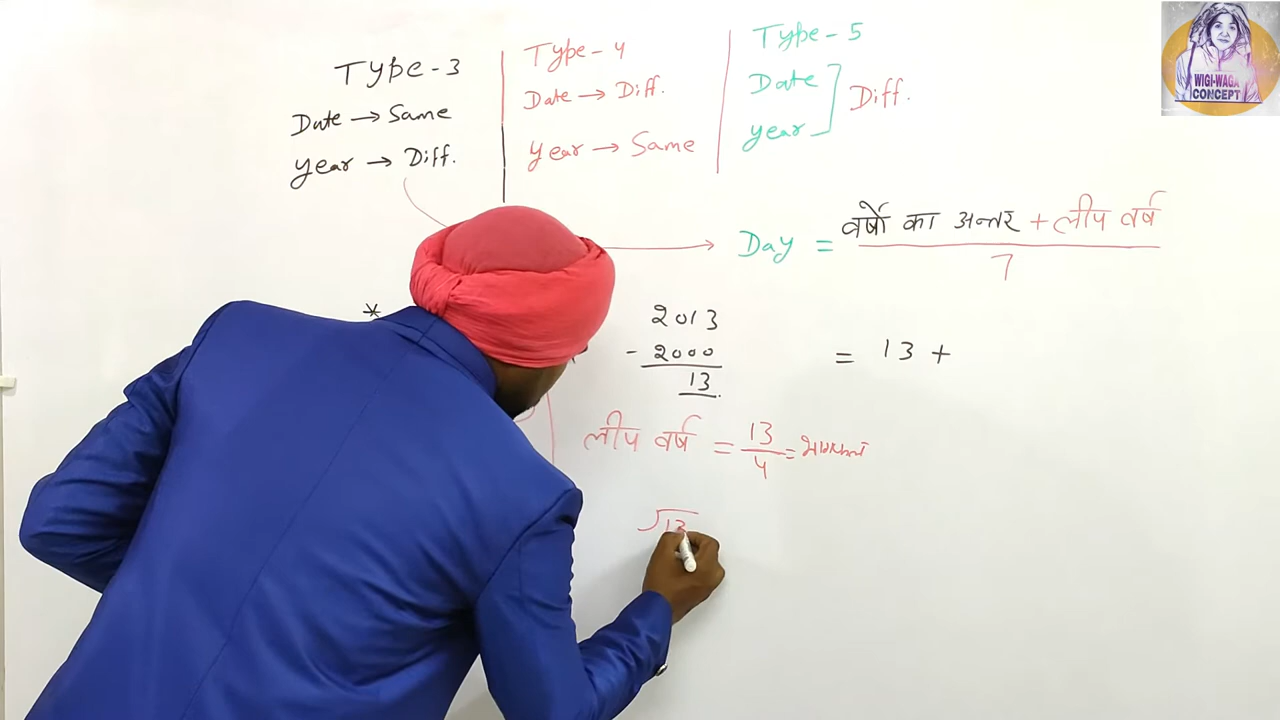 Type-3
Date → Same
Year → Diff.
Type-4
Date → Diff.
Year → Same
Type-5
Date
year
Diff.
WIGI-WAGA
CONCEPT
Day = वर्षो का अन्तर + लीप वर्ष
7
*
2013
- 2000
13
= 13 +
लीप वर्ष = 13
4
=
13